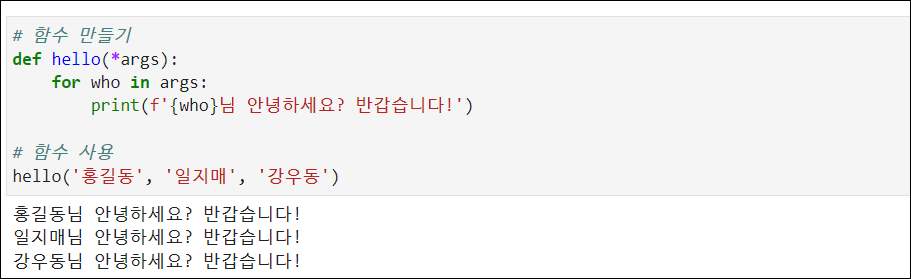 # 함수 만들기
def hello(*args):
    for who in args:
        print(f'{who}님 안녕하세요? 반갑습니다!')

# 함수 사용
hello('홍길동', '일지매', '강우동')
홍길동님 안녕하세요? 반갑습니다!
일지매님 안녕하세요? 반갑습니다!
강우동님 안녕하세요? 반갑습니다!